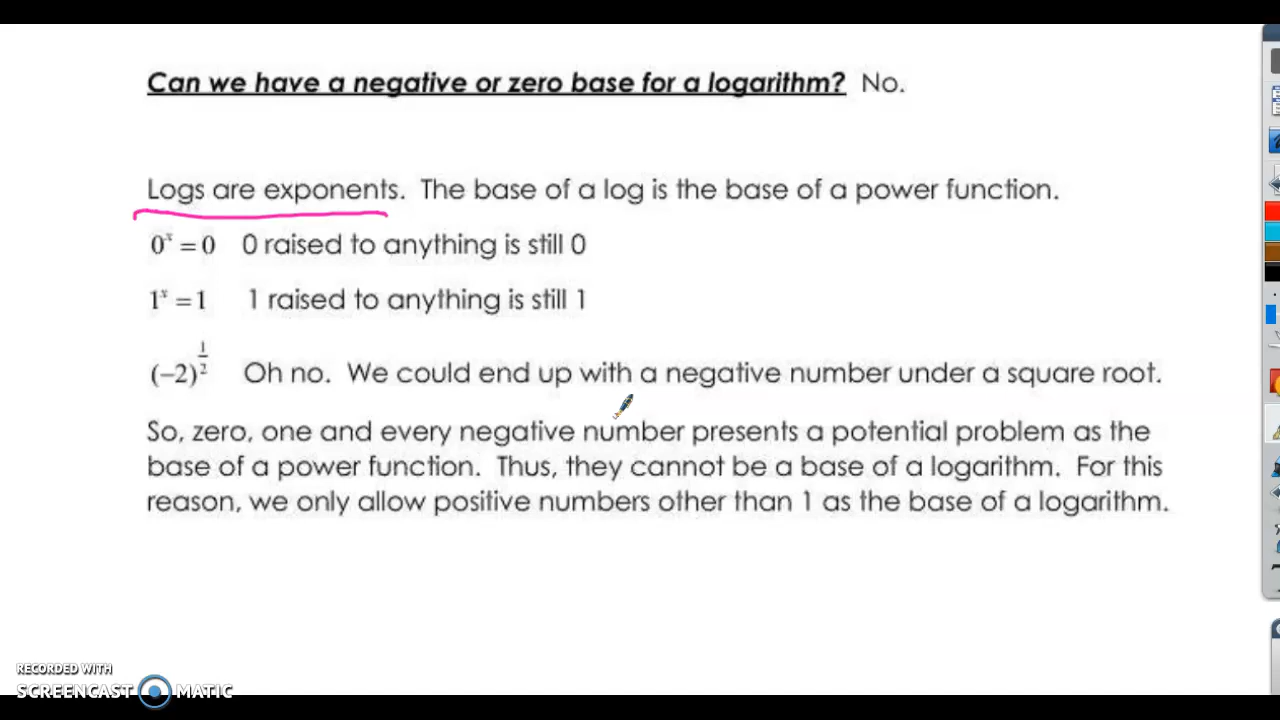 Can we have a negative or zero base for a logarithm? No.
Logs are exponents. The base of a log is the base of a power function.
0ˣ = 0 0 raised to anything is still 0
1ˣ = 1 1 raised to anything is still 1
(−2)^(1/2) Oh no. We could end up with a negative number under a square root.
So, zero, one and every negative number presents a potential problem as the
base of a power function. Thus, they cannot be a base of a logarithm. For this
reason, we only allow positive numbers other than 1 as the base of a logarithm.
RECORDED WITH
SCREENCAST MATIC